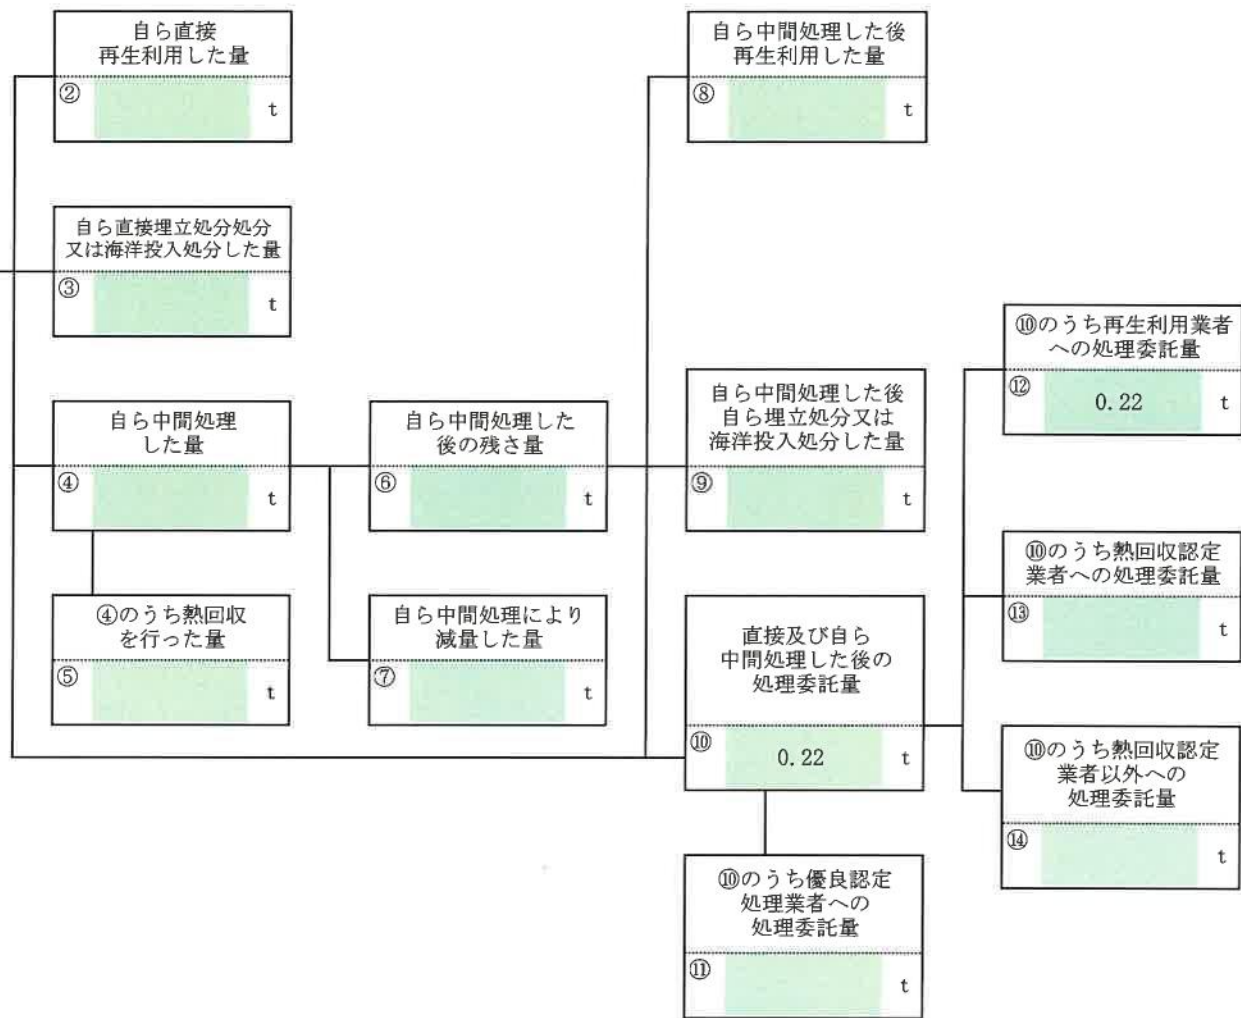 自ら直接
再生利用した量
②
t
自ら中間処理した後
再生利用した量
⑧
t
自ら直接埋立処分処分
又は海洋投入処分した量
③
t
⑩のうち再生利用業者
への処理委託量
⑫
0.22
t
自ら中間処理
した量
④
t
自ら中間処理した
後の残さ量
⑥
t
自ら中間処理した後
自ら埋立処分又は
海洋投入処分した量
⑨
t
⑩のうち熱回収認定
業者への処理委託量
⑬
t
④のうち熱回収
を行った量
⑤
t
自ら中間処理により
減量した量
⑦
t
直接及び自ら
中間処理した後の
処理委託量
⑩
0.22
t
⑩のうち熱回収認定
業者以外への
処理委託量
⑭
t
⑩のうち優良認定
処理業者への
処理委託量
⑪
t